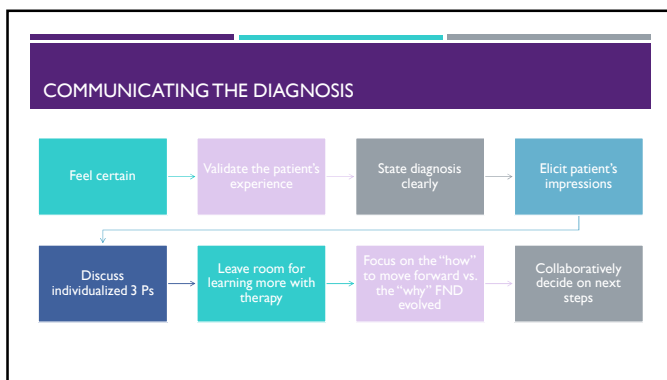 COMMUNICATING THE DIAGNOSIS
Feel certain
Validate the patient's
experience
State diagnosis
clearly
Elicit patient's
impressions
Discuss
individualized 3 Ps
Leave room for
learning more with
therapy
Focus on the “how”
to move forward vs.
the “why” FND
evolved
Collaboratively
decide on next
steps